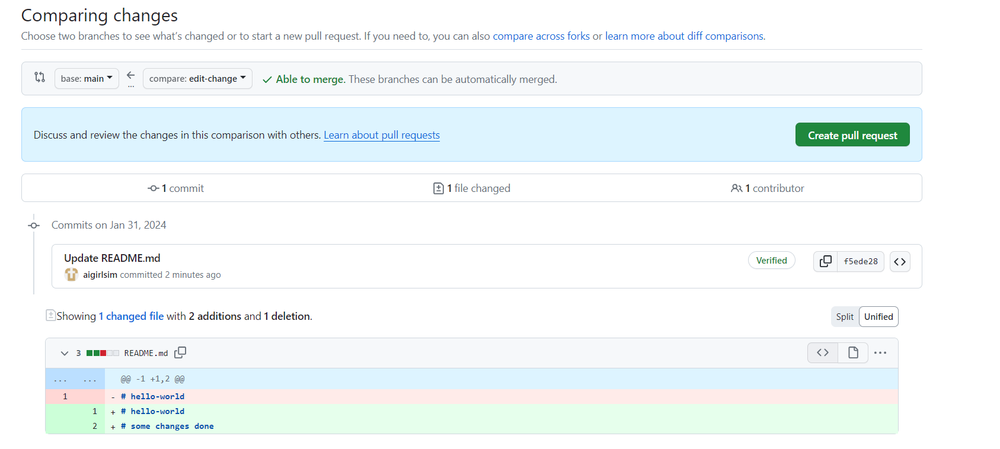 Comparing changes
Choose two branches to see what's changed or to start a new pull request. If you need to, you can also compare across forks or learn more about diff comparisons.
base: main ... compare: edit-change Able to merge. These branches can be automatically merged.
Discuss and review the changes in this comparison with others. Learn about pull requests Create pull request
1 commit 1 file changed 1 contributor
Commits on Jan 31, 2024
Update README.md
aigirlsim committed 2 minutes ago
Verified f5ede28
Showing 1 changed file with 2 additions and 1 deletion. Split Unified
3 README.md
... ... @@ -1 +1,2 @@
1 - # hello-world
1 + # hello-world
2 + # some changes done